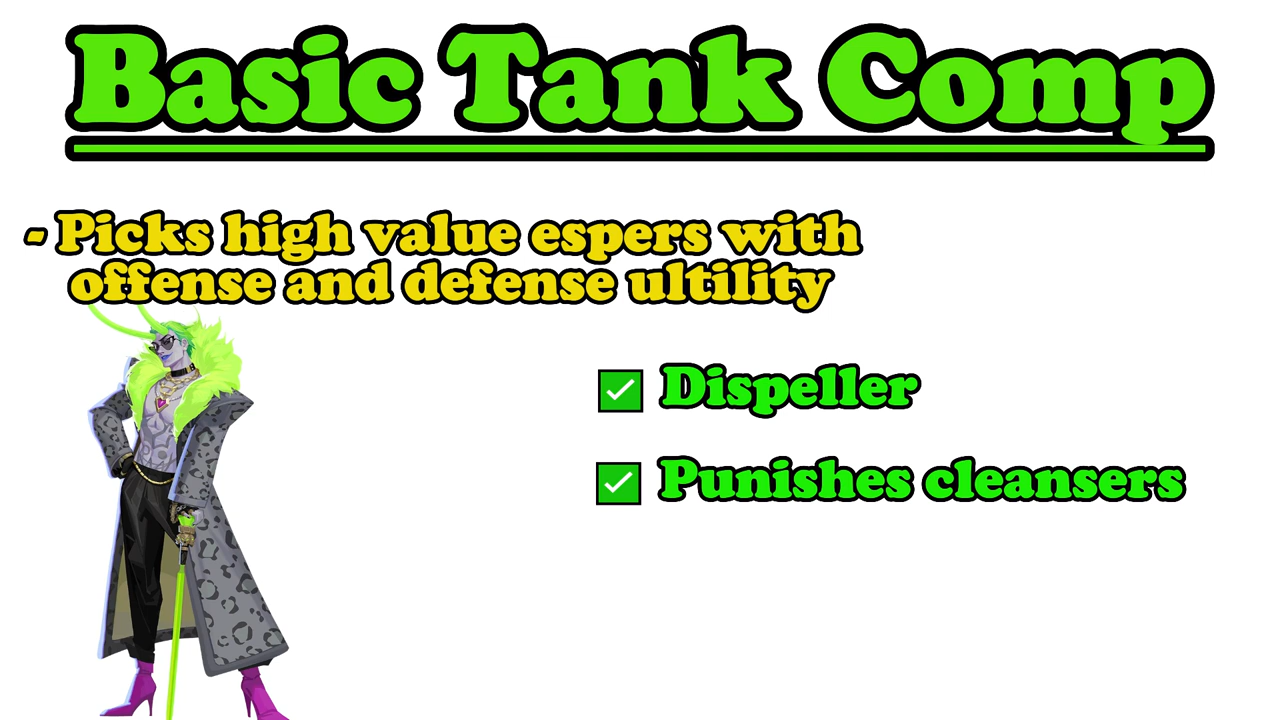 Basic Tank Comp
- Picks high value espers with
offense and defense ultility
Dispeller
Punishes cleansers